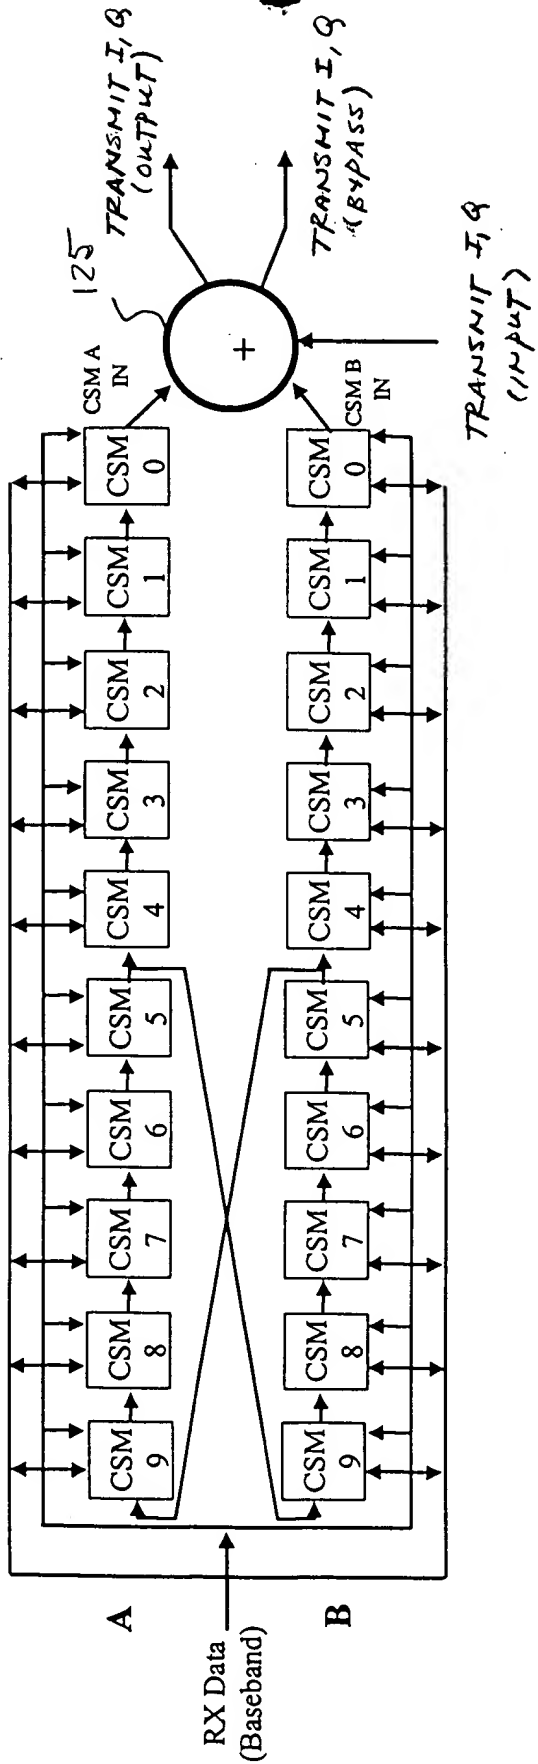 TRANSMIT I, Q
(OUTPUT)
125
CSM A
IN
A
CSM
9
CSM
8
CSM
7
CSM
6
CSM
5
CSM
4
CSM
3
CSM
2
CSM
1
CSM
0
+
TRANSMIT I, Q
(BYPASS)
RX Data
(Baseband)
B
CSM
9
CSM
8
CSM
7
CSM
6
CSM
5
CSM
4
CSM
3
CSM
2
CSM
1
CSM
0
CSM B
IN
TRANSMIT I, Q
(INPUT)